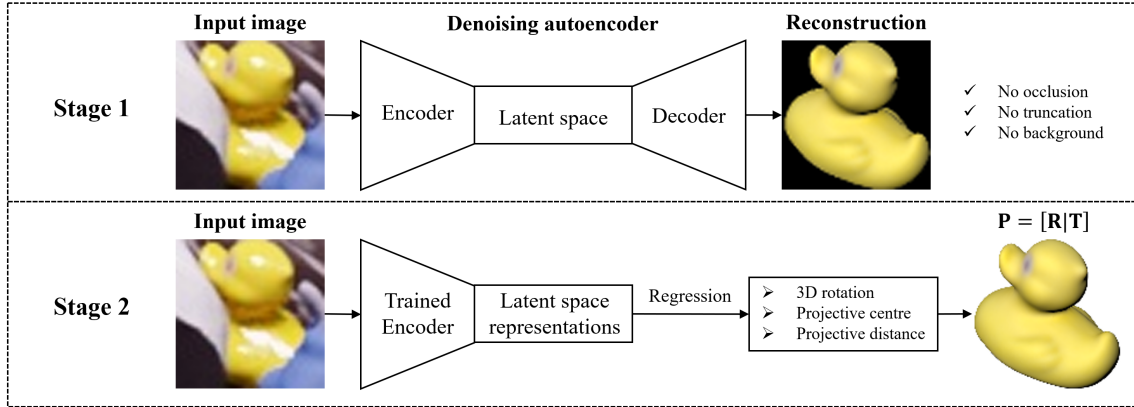 Input image
Denoising autoencoder
Reconstruction
Stage 1
Encoder
Latent space
Decoder
✓ No occlusion
✓ No truncation
✓ No background
Input image
P = [R|T]
Stage 2
Trained
Encoder
Latent space
representations
Regression
➢ 3D rotation
➢ Projective centre
➢ Projective distance